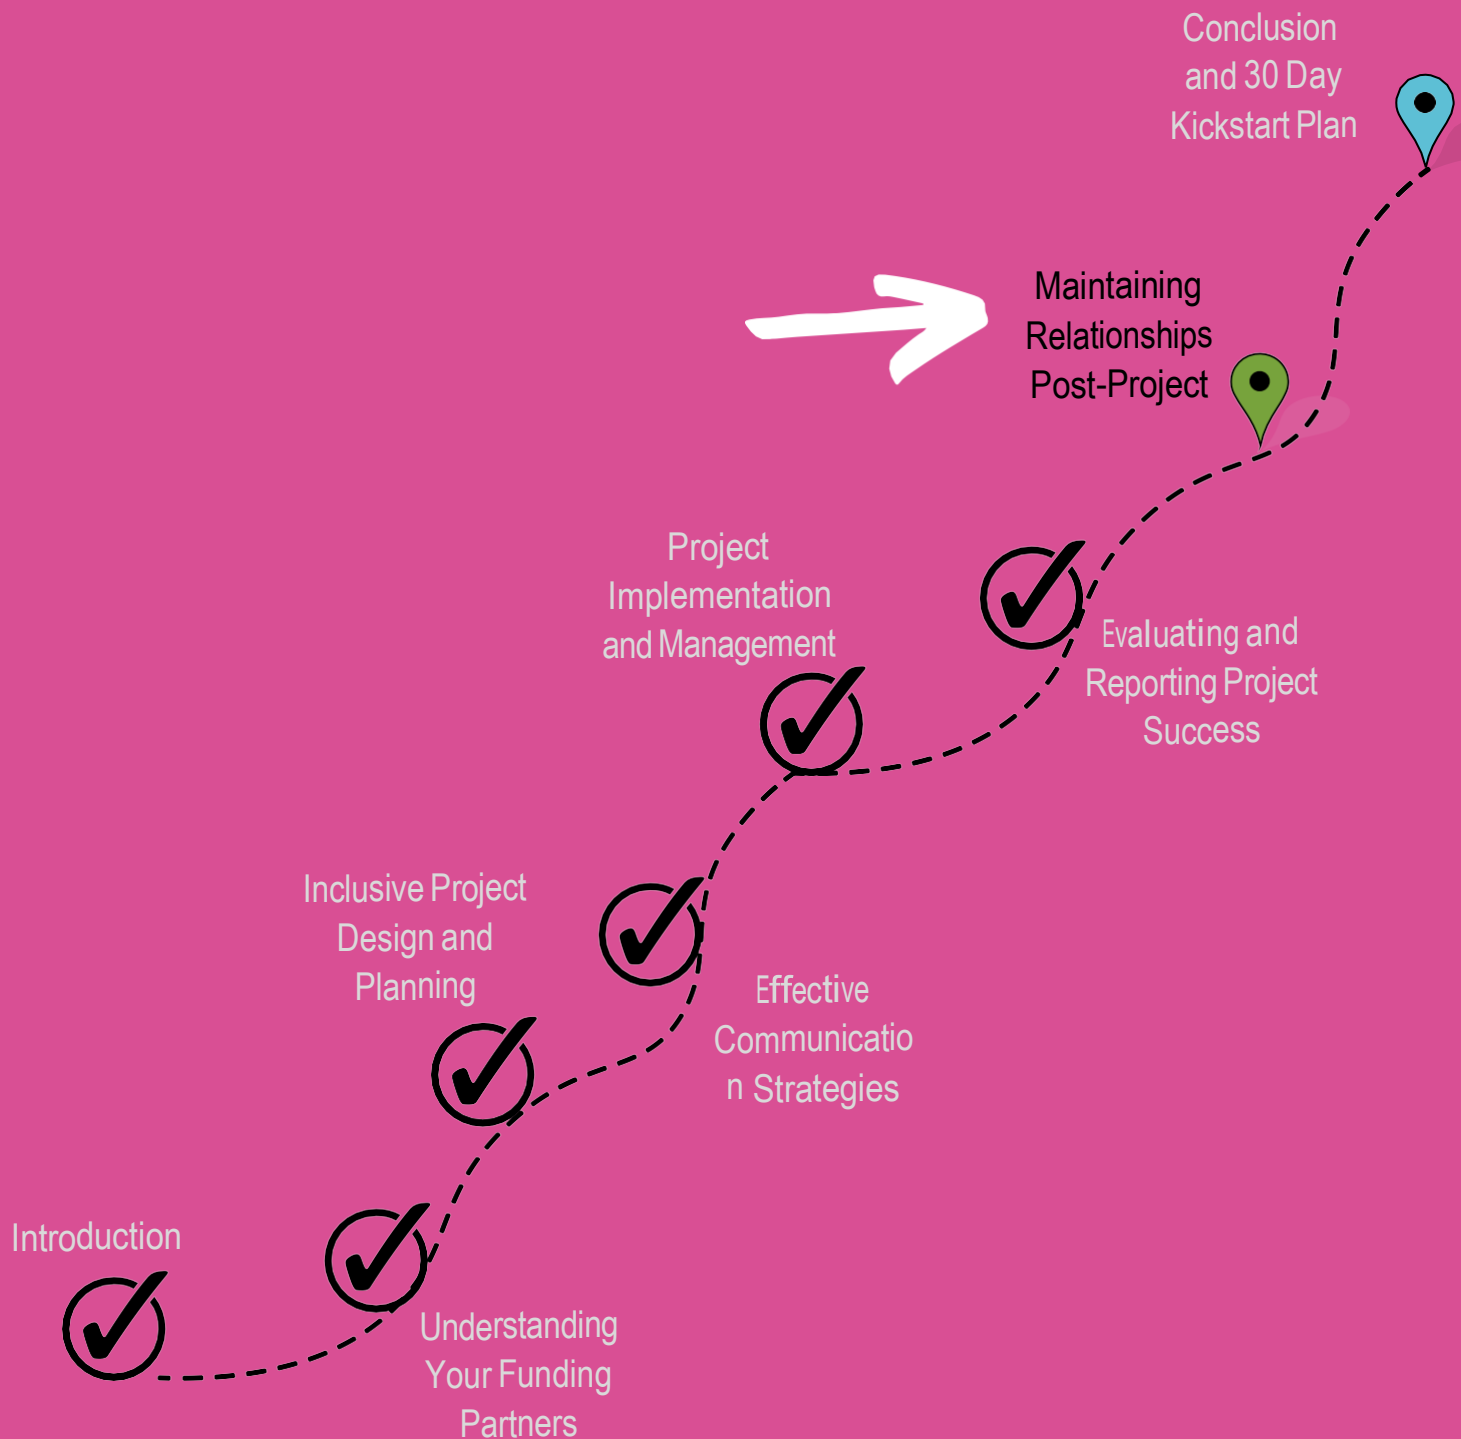 Conclusion
and 30 Day
Kickstart Plan
Maintaining
Relationships
Post-Project
Project
Implementation
and Management
Evaluating and
Reporting Project
Success
Inclusive Project
Design and
Planning
Effective
Communicatio
n Strategies
Introduction
Understanding
Your Funding
Partners